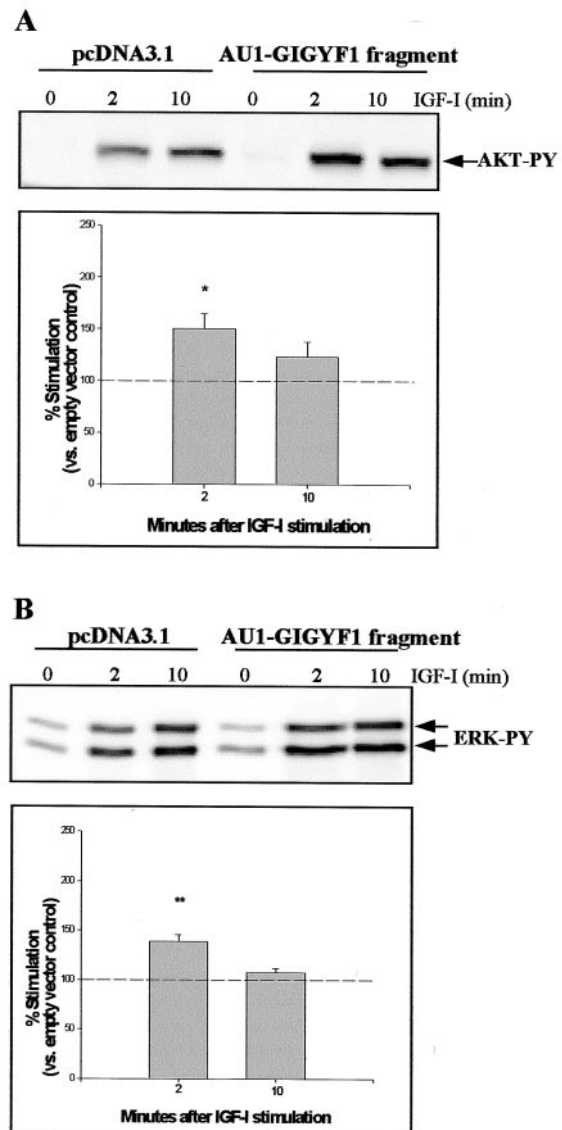 A
pcDNA3.1 AU1-GIGYF1 fragment
0 2 10 0 2 10 IGF-I (min)
AKT-PY
% Stimulation
(vs. empty vector control)
250
200
150
100
50
0
*
2 10
Minutes after IGF-I stimulation
B
pcDNA3.1 AU1-GIGYF1 fragment
0 2 10 0 2 10 IGF-I (min)
ERK-PY
% Stimulation
(vs. empty vector control)
250
200
150
100
50
0
**
2 10
Minutes after IGF-I stimulation